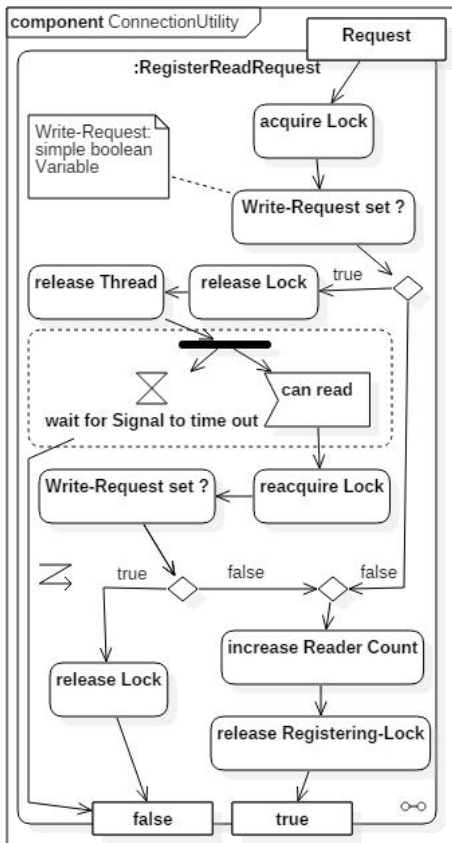 component ConnectionUtility
Request
:RegisterReadRequest
acquire Lock
Write-Request:
simple boolean
Variable
Write-Request set ?
true
release Thread
release Lock
can read
wait for Signal to time out
Write-Request set ?
reacquire Lock
true
false
false
increase Reader Count
release Lock
release Registering-Lock
false
true